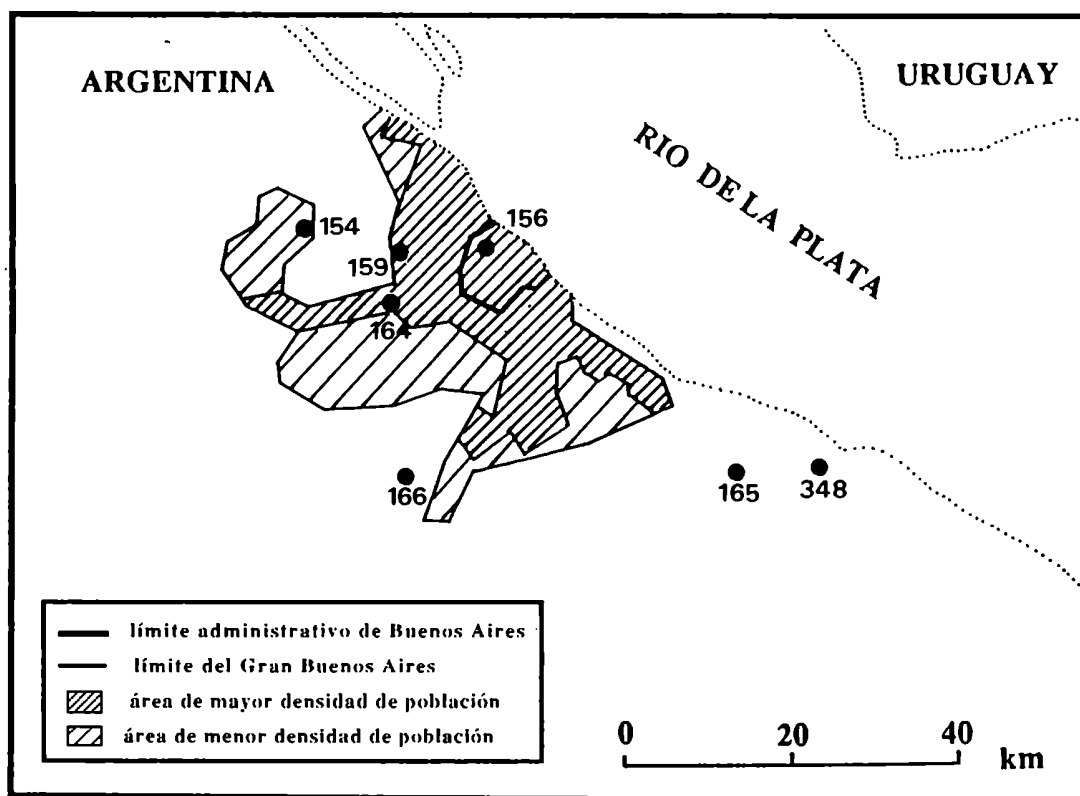 ARGENTINA
URUGUAY
RIO DE LA PLATA
154
156
159
164
166
165
348
límite administrativo de Buenos Aires
límite del Gran Buenos Aires
área de mayor densidad de población
área de menor densidad de población
0 20 40 km